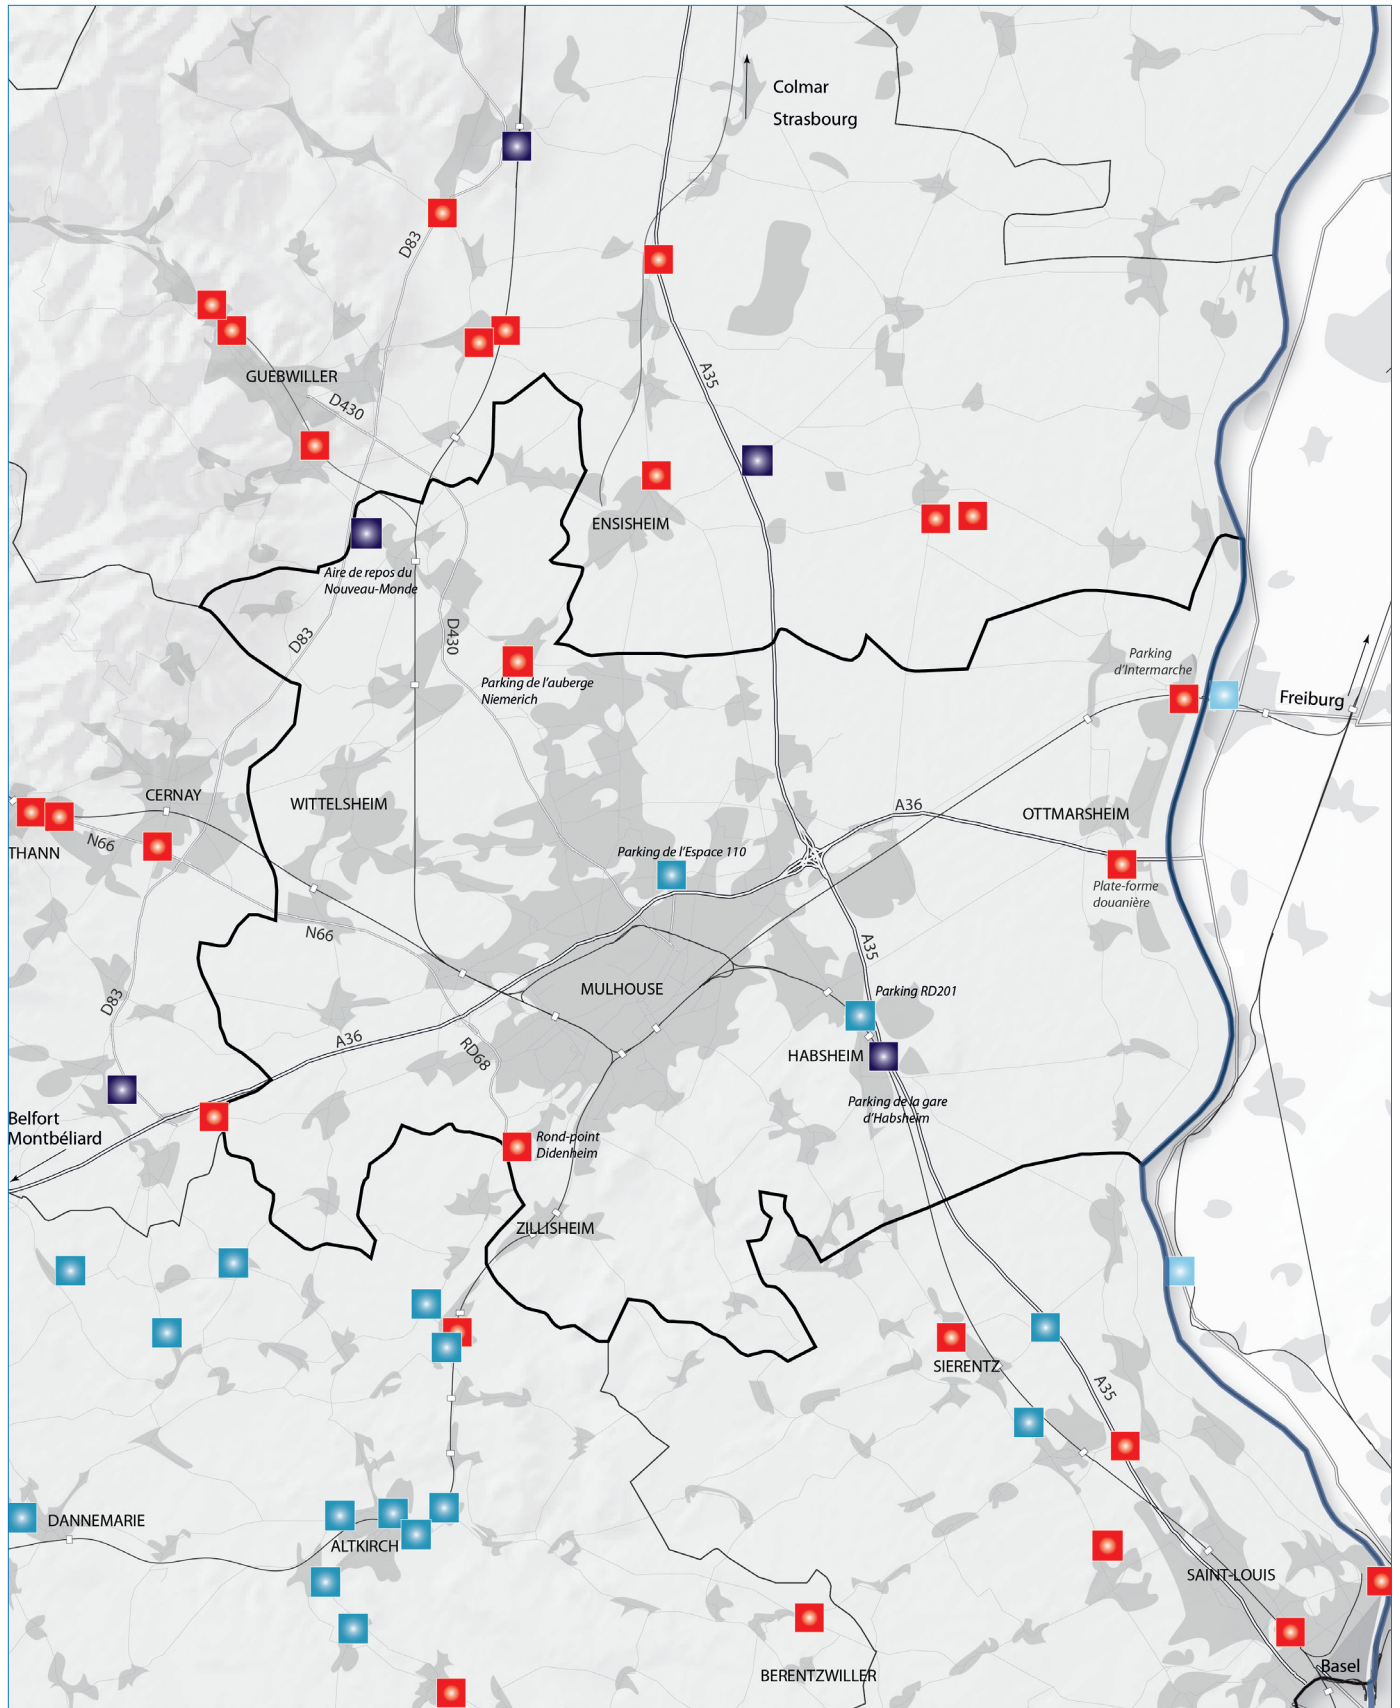 Colmar
Strasbourg
D83
GUEBWILLER
D430
A35
ENSISHEIM
Aire de repos du
Nouveau-Monde
D83
D430
Parking de l'auberge
Niemerich
Parking
d'Intermarche
Freiburg
CERNAY
WITTELSHEIM
A36
OTTMARSHEIM
N66
THANN
Parking de l'Espace 110
Plate-forme
douanière
N66
A35
MULHOUSE
Parking RD201
D83
A36
RD68
HABSHEIM
Parking de la gare
d'Habsheim
Belfort
Montbéliard
Rond-point
Didenheim
ZILLISHEIM
SIERENTZ
A35
DANNEMARIE
ALTKIRCH
SAINT-LOUIS
BERENTZWILLER
Basel